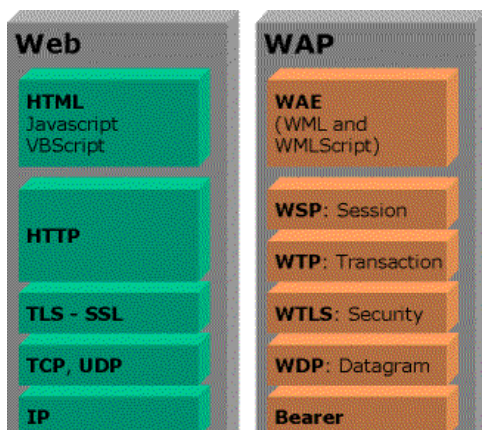 Web
HTML
Javascript
VBScript
HTTP
TLS - SSL
TCP, UDP
IP
WAP
WAE
(WML and
WMLScript)
WSP: Session
WTP: Transaction
WTLS: Security
WDP: Datagram
Bearer